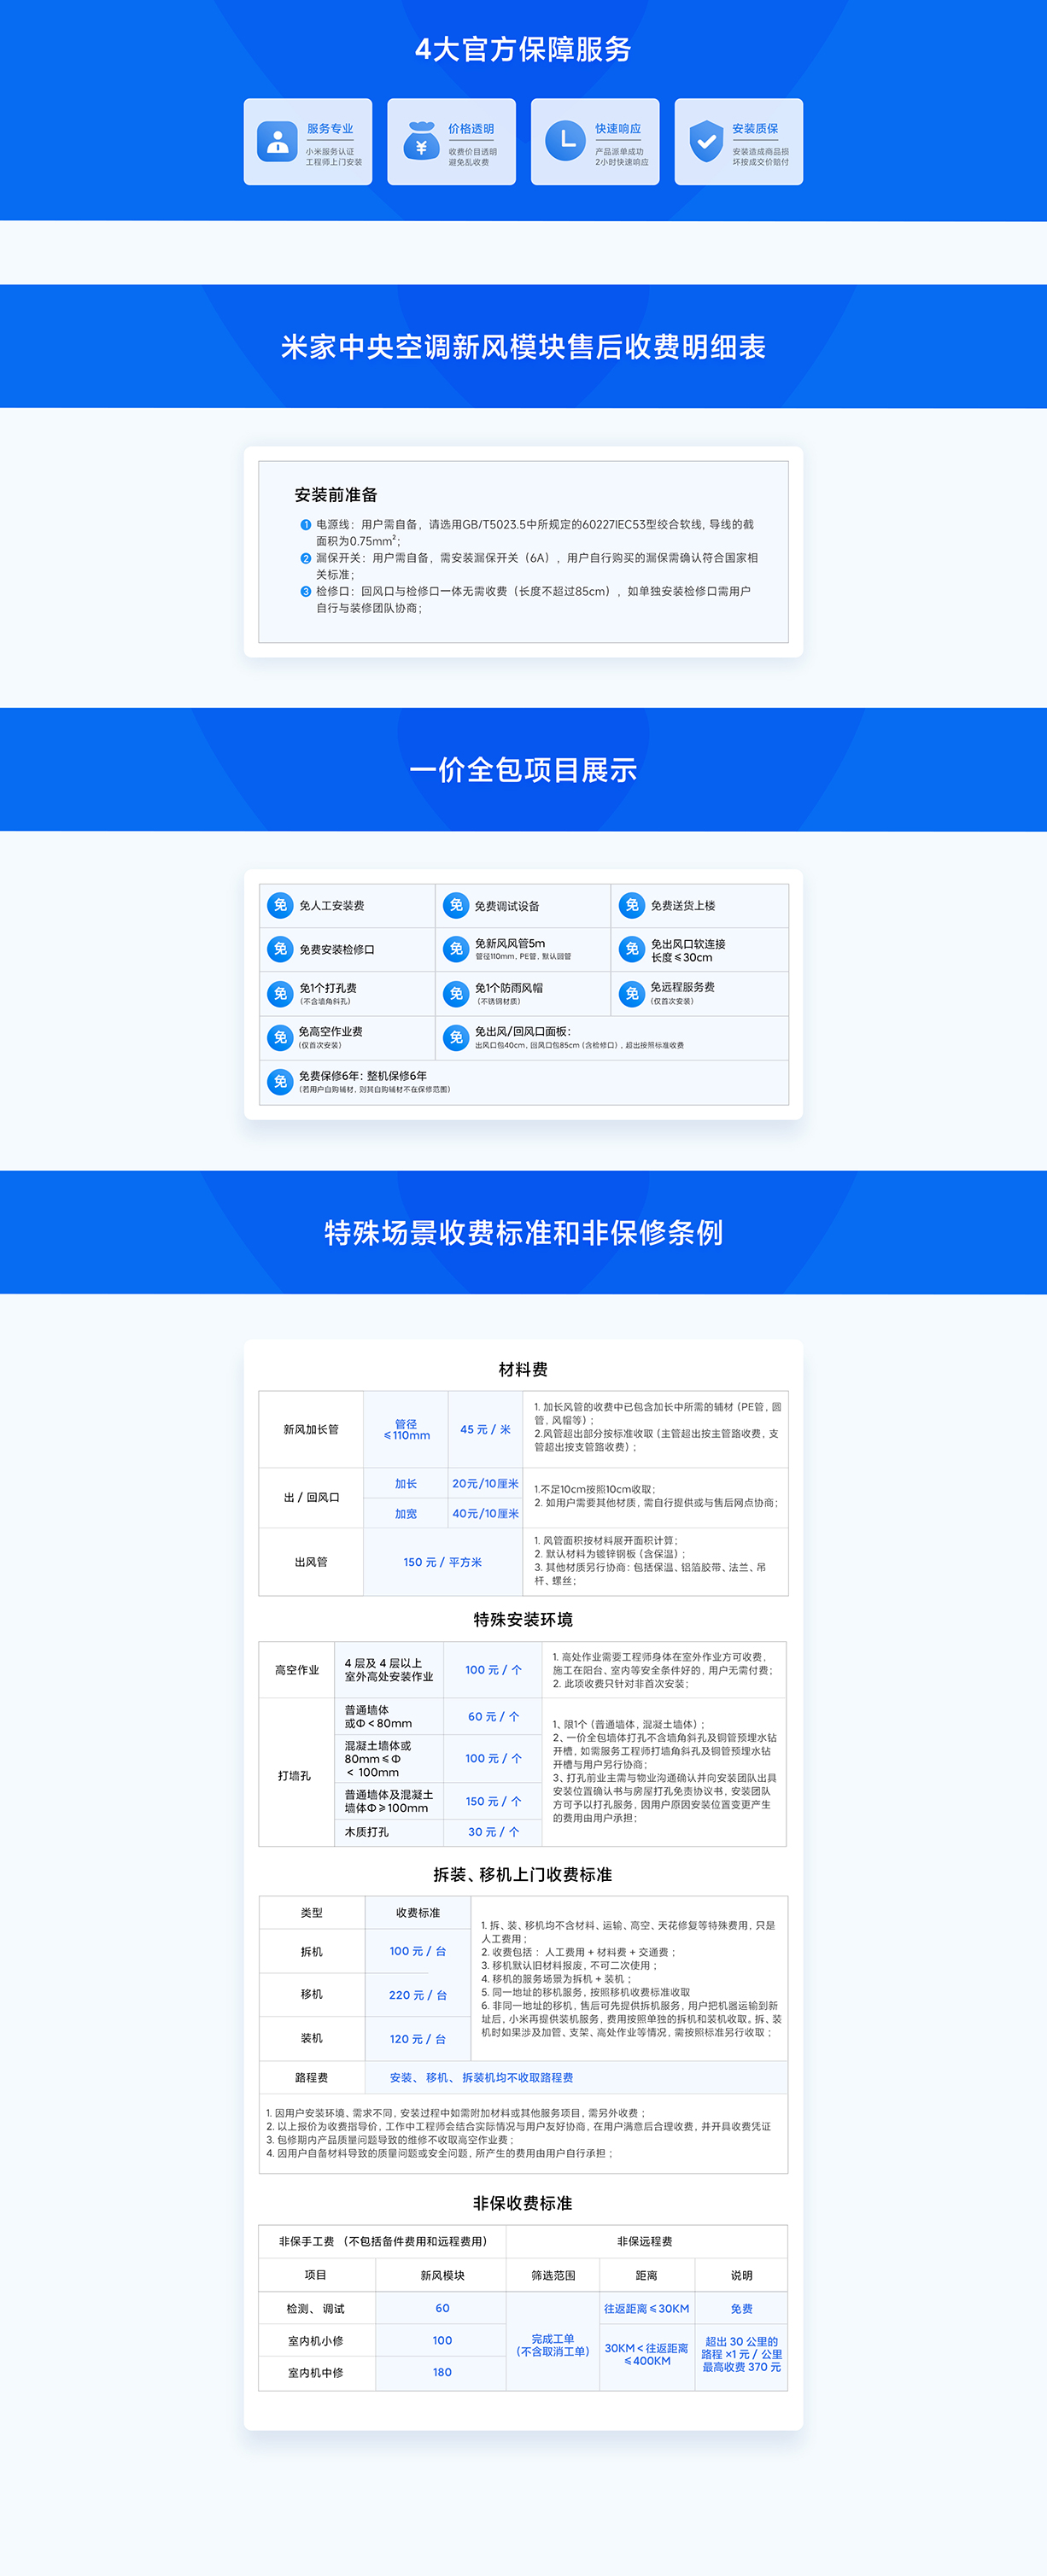 4大官方保障服务
服务专业
小米服务认证
工程师上门安装
价格透明
收费价目透明
避免乱收费
快速响应
产品派单成功
2小时快速响应
安装质保
安装造成商品损
坏按成交价赔付
米家中央空调新风模块售后收费明细表
安装前准备
1 电源线：用户需自备，请选用GB/T5023.5中所规定的60227IEC53型绞合软线, 导线的截
面积为0.75mm²；
2 漏保开关：用户需自备，需安装漏保开关（6A），用户自行购买的漏保需确认符合国家相
关标准；
3 检修口：回风口与检修口一体无需收费（长度不超过85cm），如单独安装检修口需用户
自行与装修团队协商；
一价全包项目展示
免 免人工安装费
免 免费调试设备
免 免费送货上楼
免 免费安装检修口
免 免新风风管5m
管径110mm，PE管，默认圆管
免 免出风口软连接
长度≤30cm
免 免1个打孔费
（不含墙角斜孔）
免 免1个防雨风帽
（不锈钢材质）
免 免远程服务费
（仅首次安装）
免 免高空作业费
（仅首次安装）
免 免出风/回风口面板：
出风口包40cm，回风口包85cm（含检修口），超出按照标准收费
免 免费保修6年：整机保修6年
（若用户自购辅材，则其自购辅材不在保修范围）
特殊场景收费标准和非保修条例
材料费
新风加长管
管径
≤110mm
45 元 / 米
1. 加长风管的收费中已包含加长中所需的辅材（PE管，圆
管，风帽等）；
2.风管超出部分按标准收取（主管超出按主管路收费，支
管超出按支管路收费）；
出 / 回风口
加长
20元/10厘米
加宽
40元/10厘米
1.不足10cm按照10cm收取；
2. 如用户需要其他材质，需自行提供或与售后网点协商；
出风管
150 元 / 平方米
1. 风管面积按材料展开面积计算；
2. 默认材料为镀锌钢板（含保温）；
3. 其他材质另行协商：包括保温、铝箔胶带、法兰、吊
杆、螺丝；
特殊安装环境
高空作业
4 层及 4 层以上
室外高处安装作业
100 元 / 个
1. 高处作业需要工程师身体在室外作业方可收费，
施工在阳台、室内等安全条件好的，用户无需付费；
2. 此项收费只针对非首次安装；
打墙孔
普通墙体
或Φ＜80mm
60 元 / 个
混凝土墙体或
80mm≤Φ
＜ 100mm
100 元 / 个
普通墙体及混凝土
墙体Φ≥100mm
150 元 / 个
木质打孔
30 元 / 个
1、限1个（普通墙体，混凝土墙体）；
2、一价全包墙体打孔不含墙角斜孔及铜管预埋水钻
开槽，如需服务工程师打墙角斜孔及铜管预埋水钻
开槽与用户另行协商；
3、打孔前业主需与物业沟通确认并向安装团队出具
安装位置确认书与房屋打孔免责协议书，安装团队
方可予以打孔服务，因用户原因安装位置变更产生
的费用由用户承担；
拆装、移机上门收费标准
类型
收费标准
拆机
100 元 / 台
移机
220 元 / 台
装机
120 元 / 台
1. 拆、装、移机均不含材料、运输、高空、天花修复等特殊费用，只是
人工费用；
2. 收费包括： 人工费用 + 材料费 + 交通费；
3. 移机默认旧材料报废，不可二次使用；
4. 移机的服务场景为拆机 + 装机；
5. 同一地址的移机服务，按照移机收费标准收取
6. 非同一地址的移机，售后可先提供拆机服务，用户把机器运输到新
址后，小米再提供装机服务，费用按照单独的拆机和装机收取。拆、装
机时如果涉及加管、支架、高处作业等情况，需按照标准另行收取；
路程费
安装、 移机、 拆装机均不收取路程费
1. 因用户安装环境、需求不同，安装过程中如需附加材料或其他服务项目，需另外收费；
2. 以上报价为收费指导价，工作中工程师会结合实际情况与用户友好协商，在用户满意后合理收费，并开具收费凭证
3. 包修期内产品质量问题导致的维修不收取高空作业费；
4. 因用户自备材料导致的质量问题或安全问题，所产生的费用由用户自行承担；
非保收费标准
非保手工费 （不包括备件费用和远程费用）
非保远程费
项目
新风模块
筛选范围
距离
说明
检测、 调试
60
完成工单
（不含取消工单）
往返距离≤30KM
免费
室内机小修
100
30KM＜往返距离
≤400KM
超出 30 公里的
路程 ×1 元 / 公里
最高收费 370 元
室内机中修
180